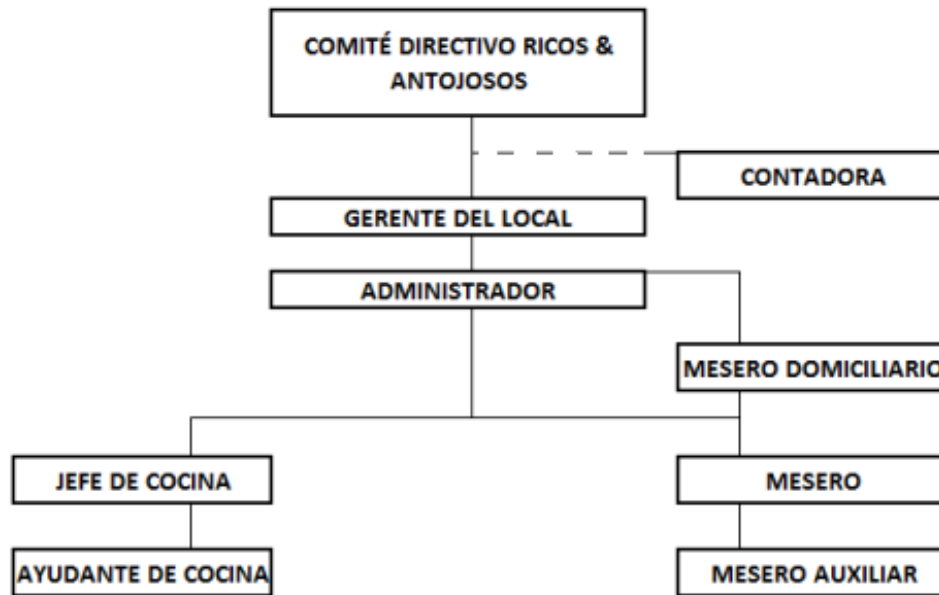 COMITÉ DIRECTIVO RICOS &
ANTOJOSOS
CONTADORA
GERENTE DEL LOCAL
ADMINISTRADOR
MESERO DOMICILIARIO
JEFE DE COCINA
MESERO
AYUDANTE DE COCINA
MESERO AUXILIAR